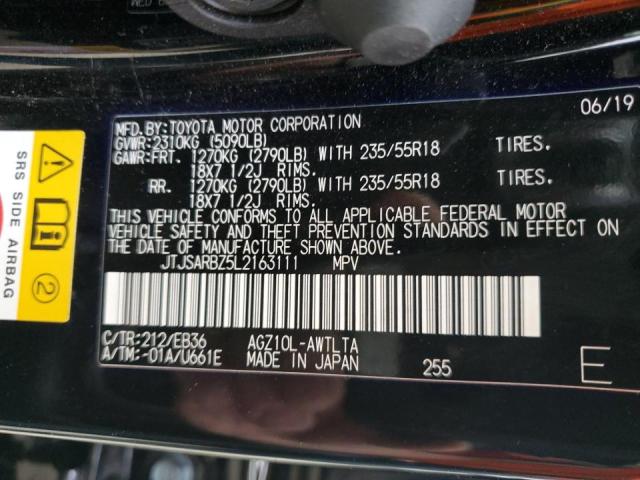 06/19
MFD. BY: TOYOTA MOTOR CORPORATION
GVWR: 2310KG (5090LB)
GAWR: FRT. 1270KG (2790LB) WITH 235/55R18 TIRES.
18X7 1/2J RIMS.
RR. 1270KG (2790LB) WITH 235/55R18 TIRES.
18X7 1/2J RIMS.
THIS VEHICLE CONFORMS TO ALL APPLICABLE FEDERAL MOTOR
VEHICLE SAFETY AND THEFT PREVENTION STANDARDS IN EFFECT ON
THE DATE OF MANUFACTURE SHOWN ABOVE.
JTJSARBZ5L2163111 MPV
C/TR: 212/EB36 AGZ10L-AWTLTA
A/TM: -01A/U661E MADE IN JAPAN 255 E
SRS SIDE AIRBAG
2